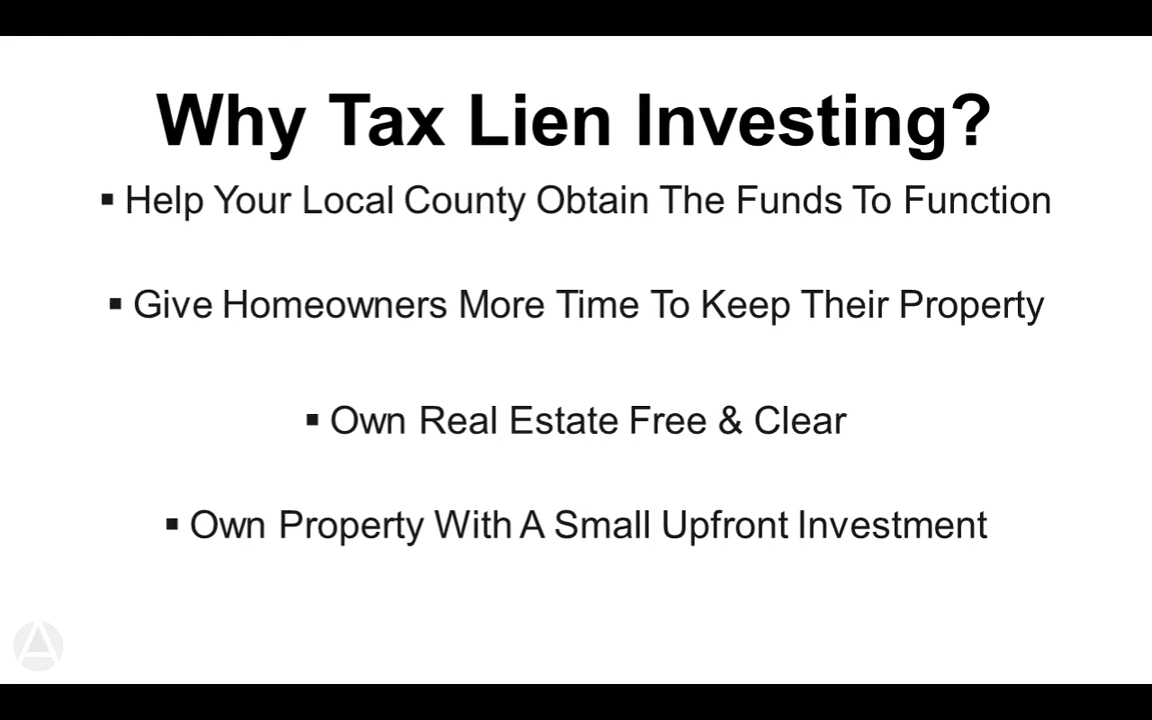 Why Tax Lien Investing?
▪ Help Your Local County Obtain The Funds To Function
▪ Give Homeowners More Time To Keep Their Property
▪ Own Real Estate Free & Clear
▪ Own Property With A Small Upfront Investment